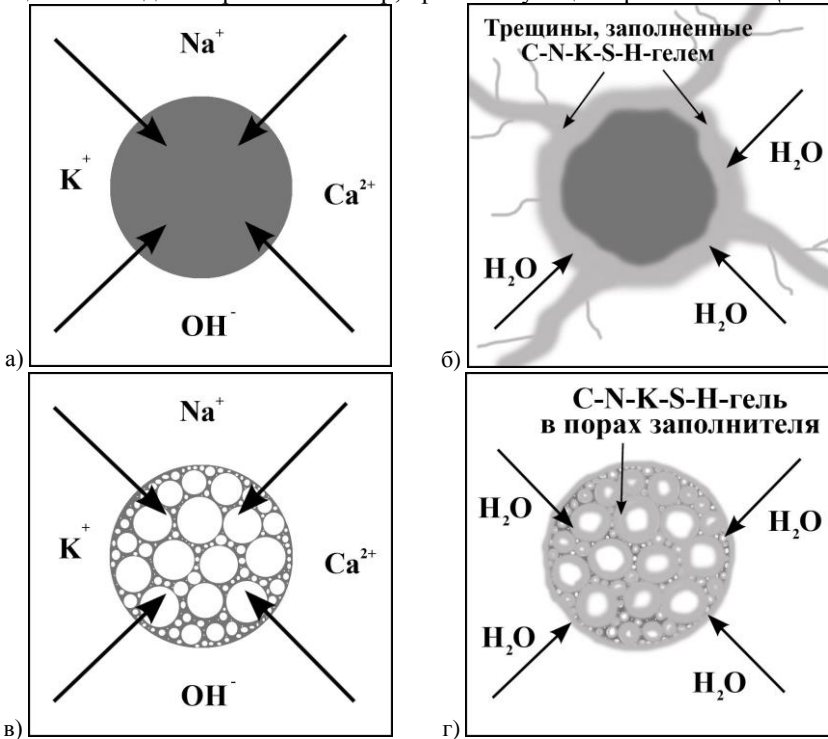 Na⁺
K⁺
Ca²⁺
OH⁻
а)
Трещины, заполненные
C-N-K-S-H-гелем
H₂O
H₂O
H₂O
б)
Na⁺
K⁺
Ca²⁺
OH⁻
в)
C-N-K-S-H-гель
в порах заполнителя
H₂O
H₂O
H₂O
H₂O
г)